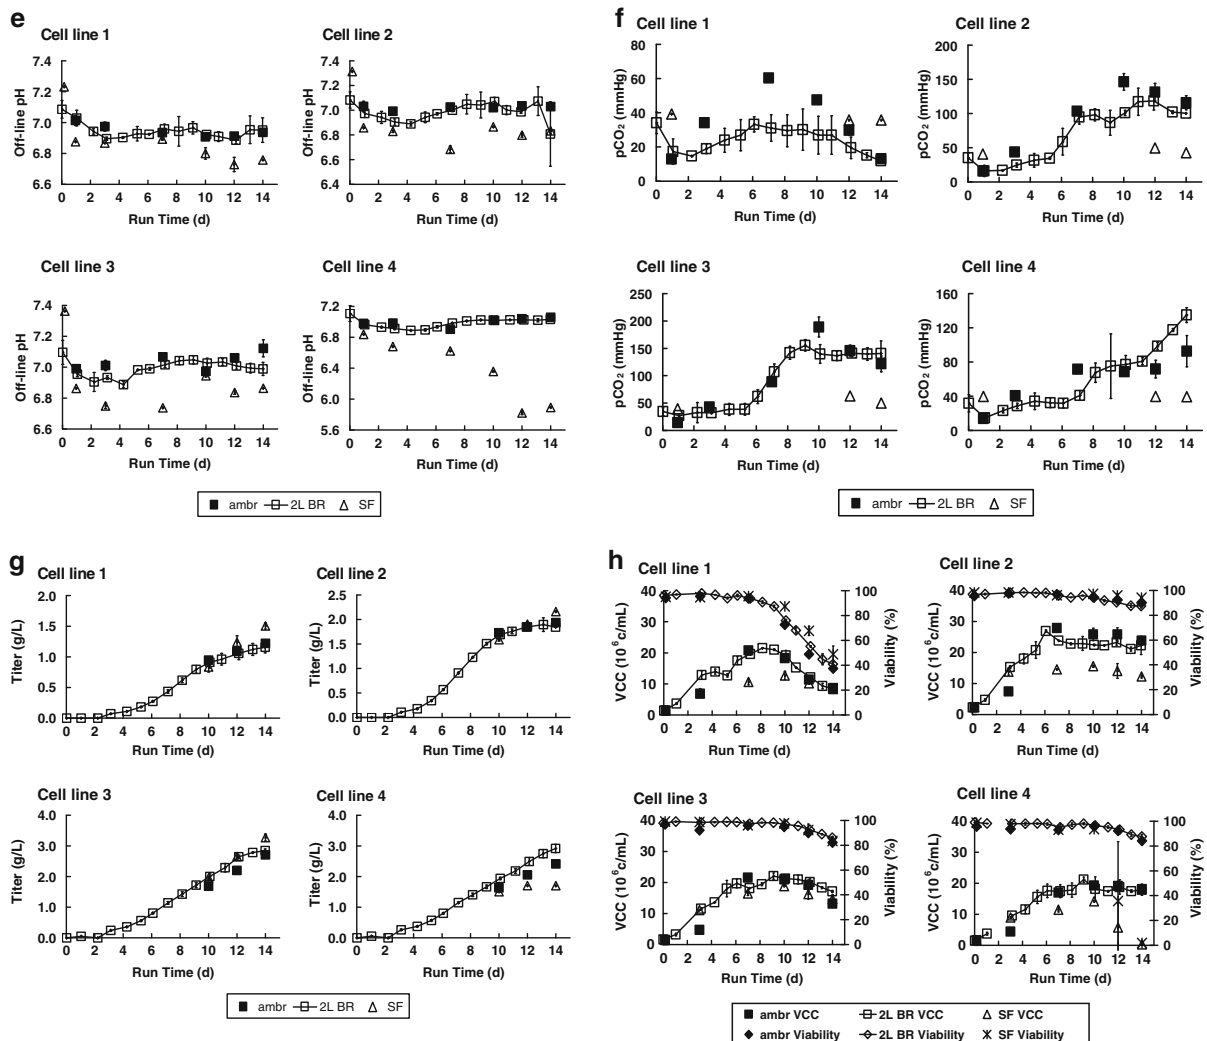 e
Cell line 1
Cell line 2
7.4
7.2
7.0
6.8
6.6
Off-line pH
0 2 4 6 8 10 12 14
Run Time (d)
7.4
7.2
7.0
6.8
6.6
6.4
Off-line pH
0 2 4 6 8 10 12 14
Run Time (d)
Cell line 3
Cell line 4
7.4
7.2
7.0
6.8
6.6
Off-line pH
0 2 4 6 8 10 12 14
Run Time (d)
7.6
7.2
6.8
6.4
6.0
5.6
Off-line pH
0 2 4 6 8 10 12 14
Run Time (d)
ambr 2L BR SF
f
Cell line 1
Cell line 2
80
60
40
20
0
pCO₂ (mmHg)
0 2 4 6 8 10 12 14
Run Time (d)
200
150
100
50
0
pCO₂ (mmHg)
0 2 4 6 8 10 12 14
Run Time (d)
Cell line 3
Cell line 4
250
200
150
100
50
0
pCO₂ (mmHg)
0 2 4 6 8 10 12 14
Run Time (d)
160
120
80
40
0
pCO₂ (mmHg)
0 2 4 6 8 10 12 14
Run Time (d)
ambr 2L BR SF
g
Cell line 1
Cell line 2
2.0
1.5
1.0
0.5
0.0
Titer (g/L)
0 2 4 6 8 10 12 14
Run Time (d)
2.5
2.0
1.5
1.0
0.5
0.0
Titer (g/L)
0 2 4 6 8 10 12 14
Run Time (d)
Cell line 3
Cell line 4
4.0
3.0
2.0
1.0
0.0
Titer (g/L)
0 2 4 6 8 10 12 14
Run Time (d)
4.0
3.0
2.0
1.0
0.0
Titer (g/L)
0 2 4 6 8 10 12 14
Run Time (d)
ambr 2L BR SF
h
Cell line 1
Cell line 2
40
30
20
10
0
VCC (10⁶c/mL)
100
80
60
40
20
0
Viability (%)
0 2 4 6 8 10 12 14
Run Time (d)
40
30
20
10
0
VCC (10⁶c/mL)
100
80
60
40
20
0
Viability (%)
0 2 4 6 8 10 12 14
Run Time (d)
Cell line 3
Cell line 4
40
30
20
10
0
VCC (10⁶c/mL)
100
80
60
40
20
0
Viability (%)
0 2 4 6 8 10 12 14
Run Time (d)
40
30
20
10
0
VCC (10⁶c/mL)
100
80
60
40
20
0
Viability (%)
0 2 4 6 8 10 12 14
Run Time (d)
ambr VCC 2L BR VCC SF VCC
ambr Viability 2L BR Viability SF Viability